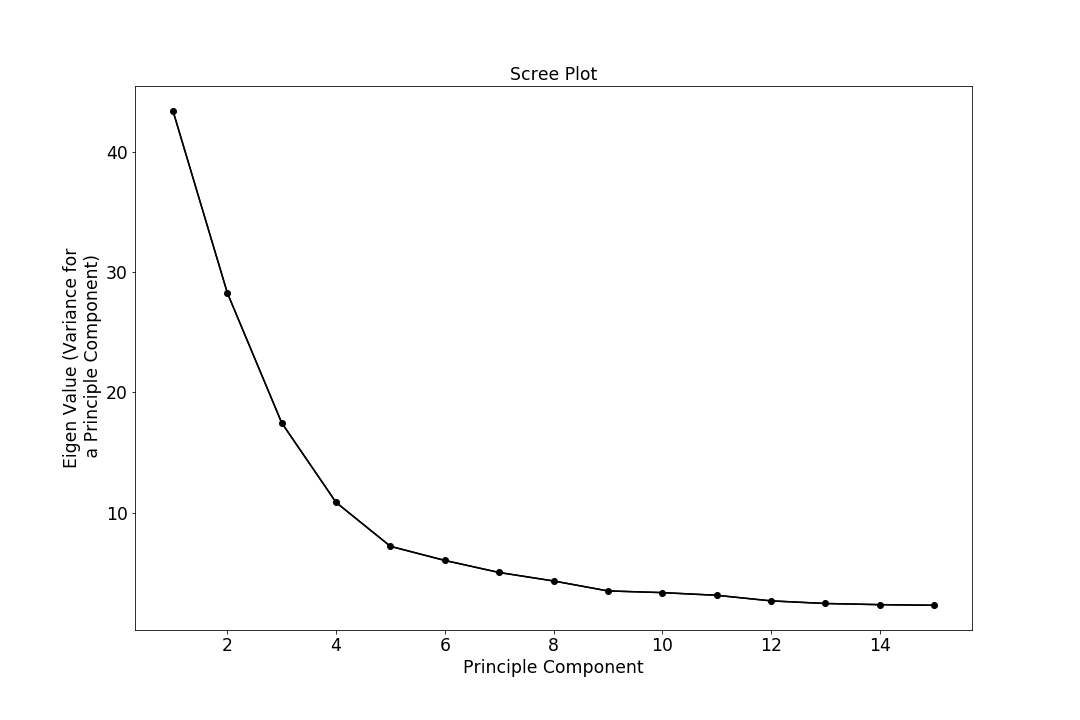 Scree Plot
Eigen Value (Variance for
a Principle Component)
40
30
20
10
2 4 6 8 10 12 14
Principle Component